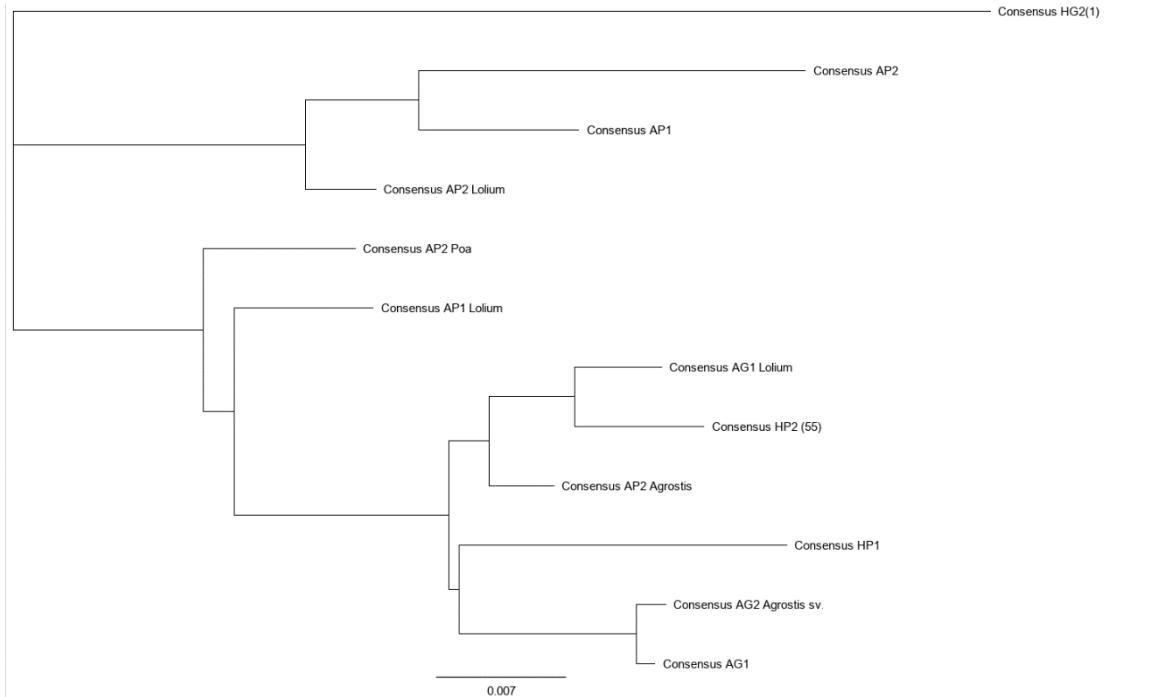 Consensus HG2(1)
Consensus AP2
Consensus AP1
Consensus AP2 Lolium
Consensus AP2 Poa
Consensus AP1 Lolium
Consensus AG1 Lolium
Consensus HP2 (55)
Consensus AP2 Agrostis
Consensus HP1
Consensus AG2 Agrostis sv.
Consensus AG1
0.007